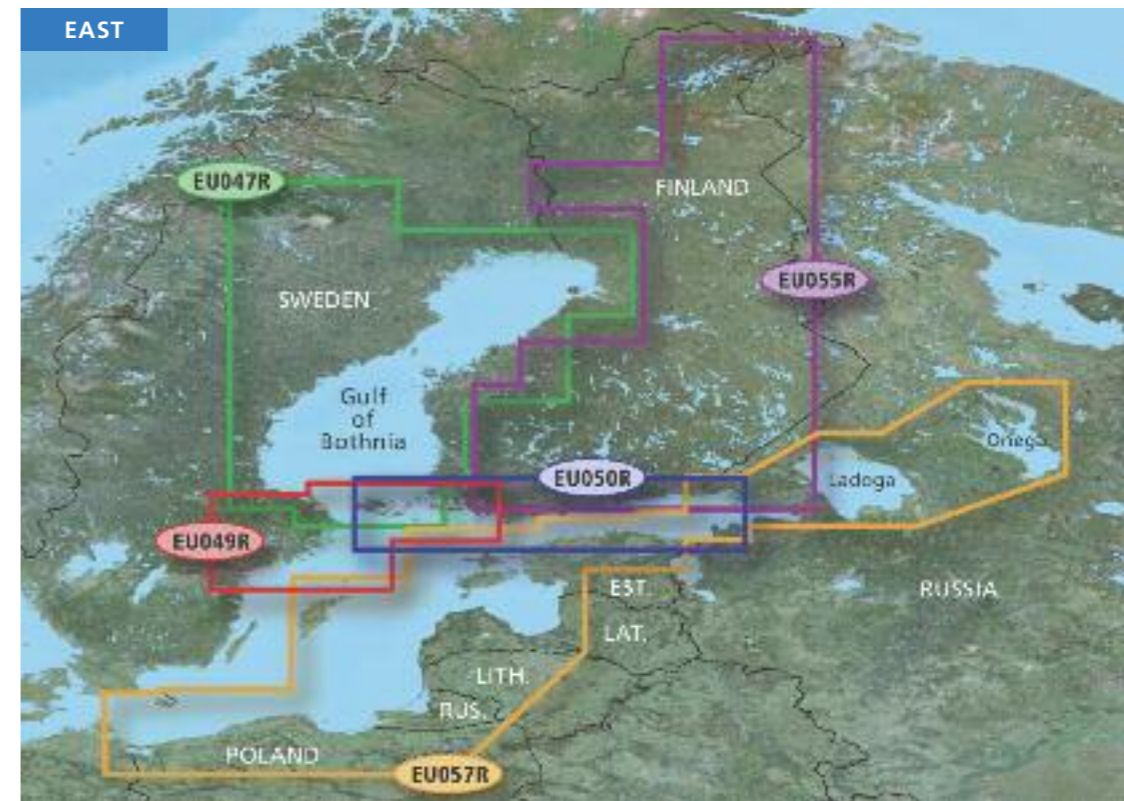 EAST
EU047R
FINLAND
EU055R
SWEDEN
Gulf
of
Bothnia
Onega
EU050R
Ladoga
EU049R
EST.
RUSSIA
LAT.
LITH.
RUS.
POLAND
EU057R